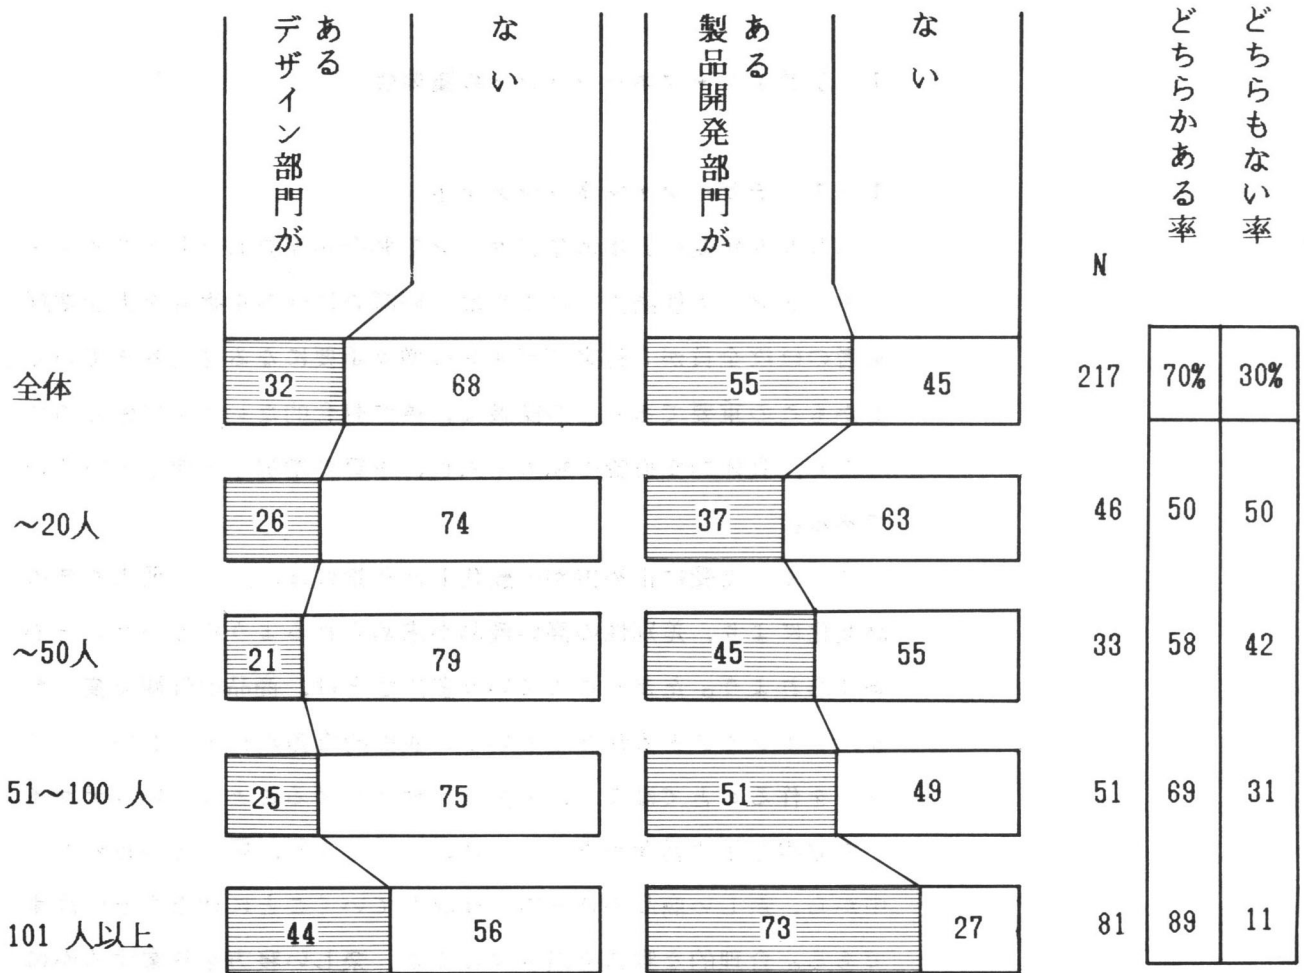 デザイン部門が
ある
ない
製品開発部門が
ある
ない
N
どちらかある率
どちらもない率
全体 32 68 55 45 217 70% 30%
～20人 26 74 37 63 46 50 50
～50人 21 79 45 55 33 58 42
51～100 人 25 75 51 49 51 69 31
101 人以上 44 56 73 27 81 89 11